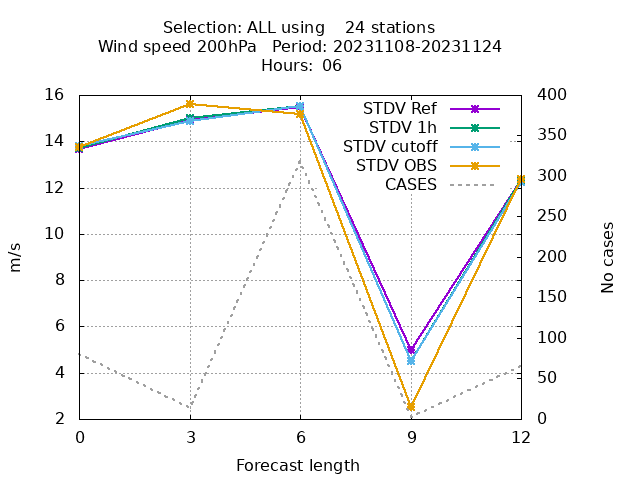 Selection: ALL using    24 stations
Wind speed 200hPa   Period: 20231108-20231124
Hours: 06
STDV Ref
STDV 1h
STDV cutoff
STDV OBS
CASES
m/s
16
14
12
10
8
6
4
2
400
350
300
250
200
150
100
50
0
No cases
0 3 6 9 12
Forecast length